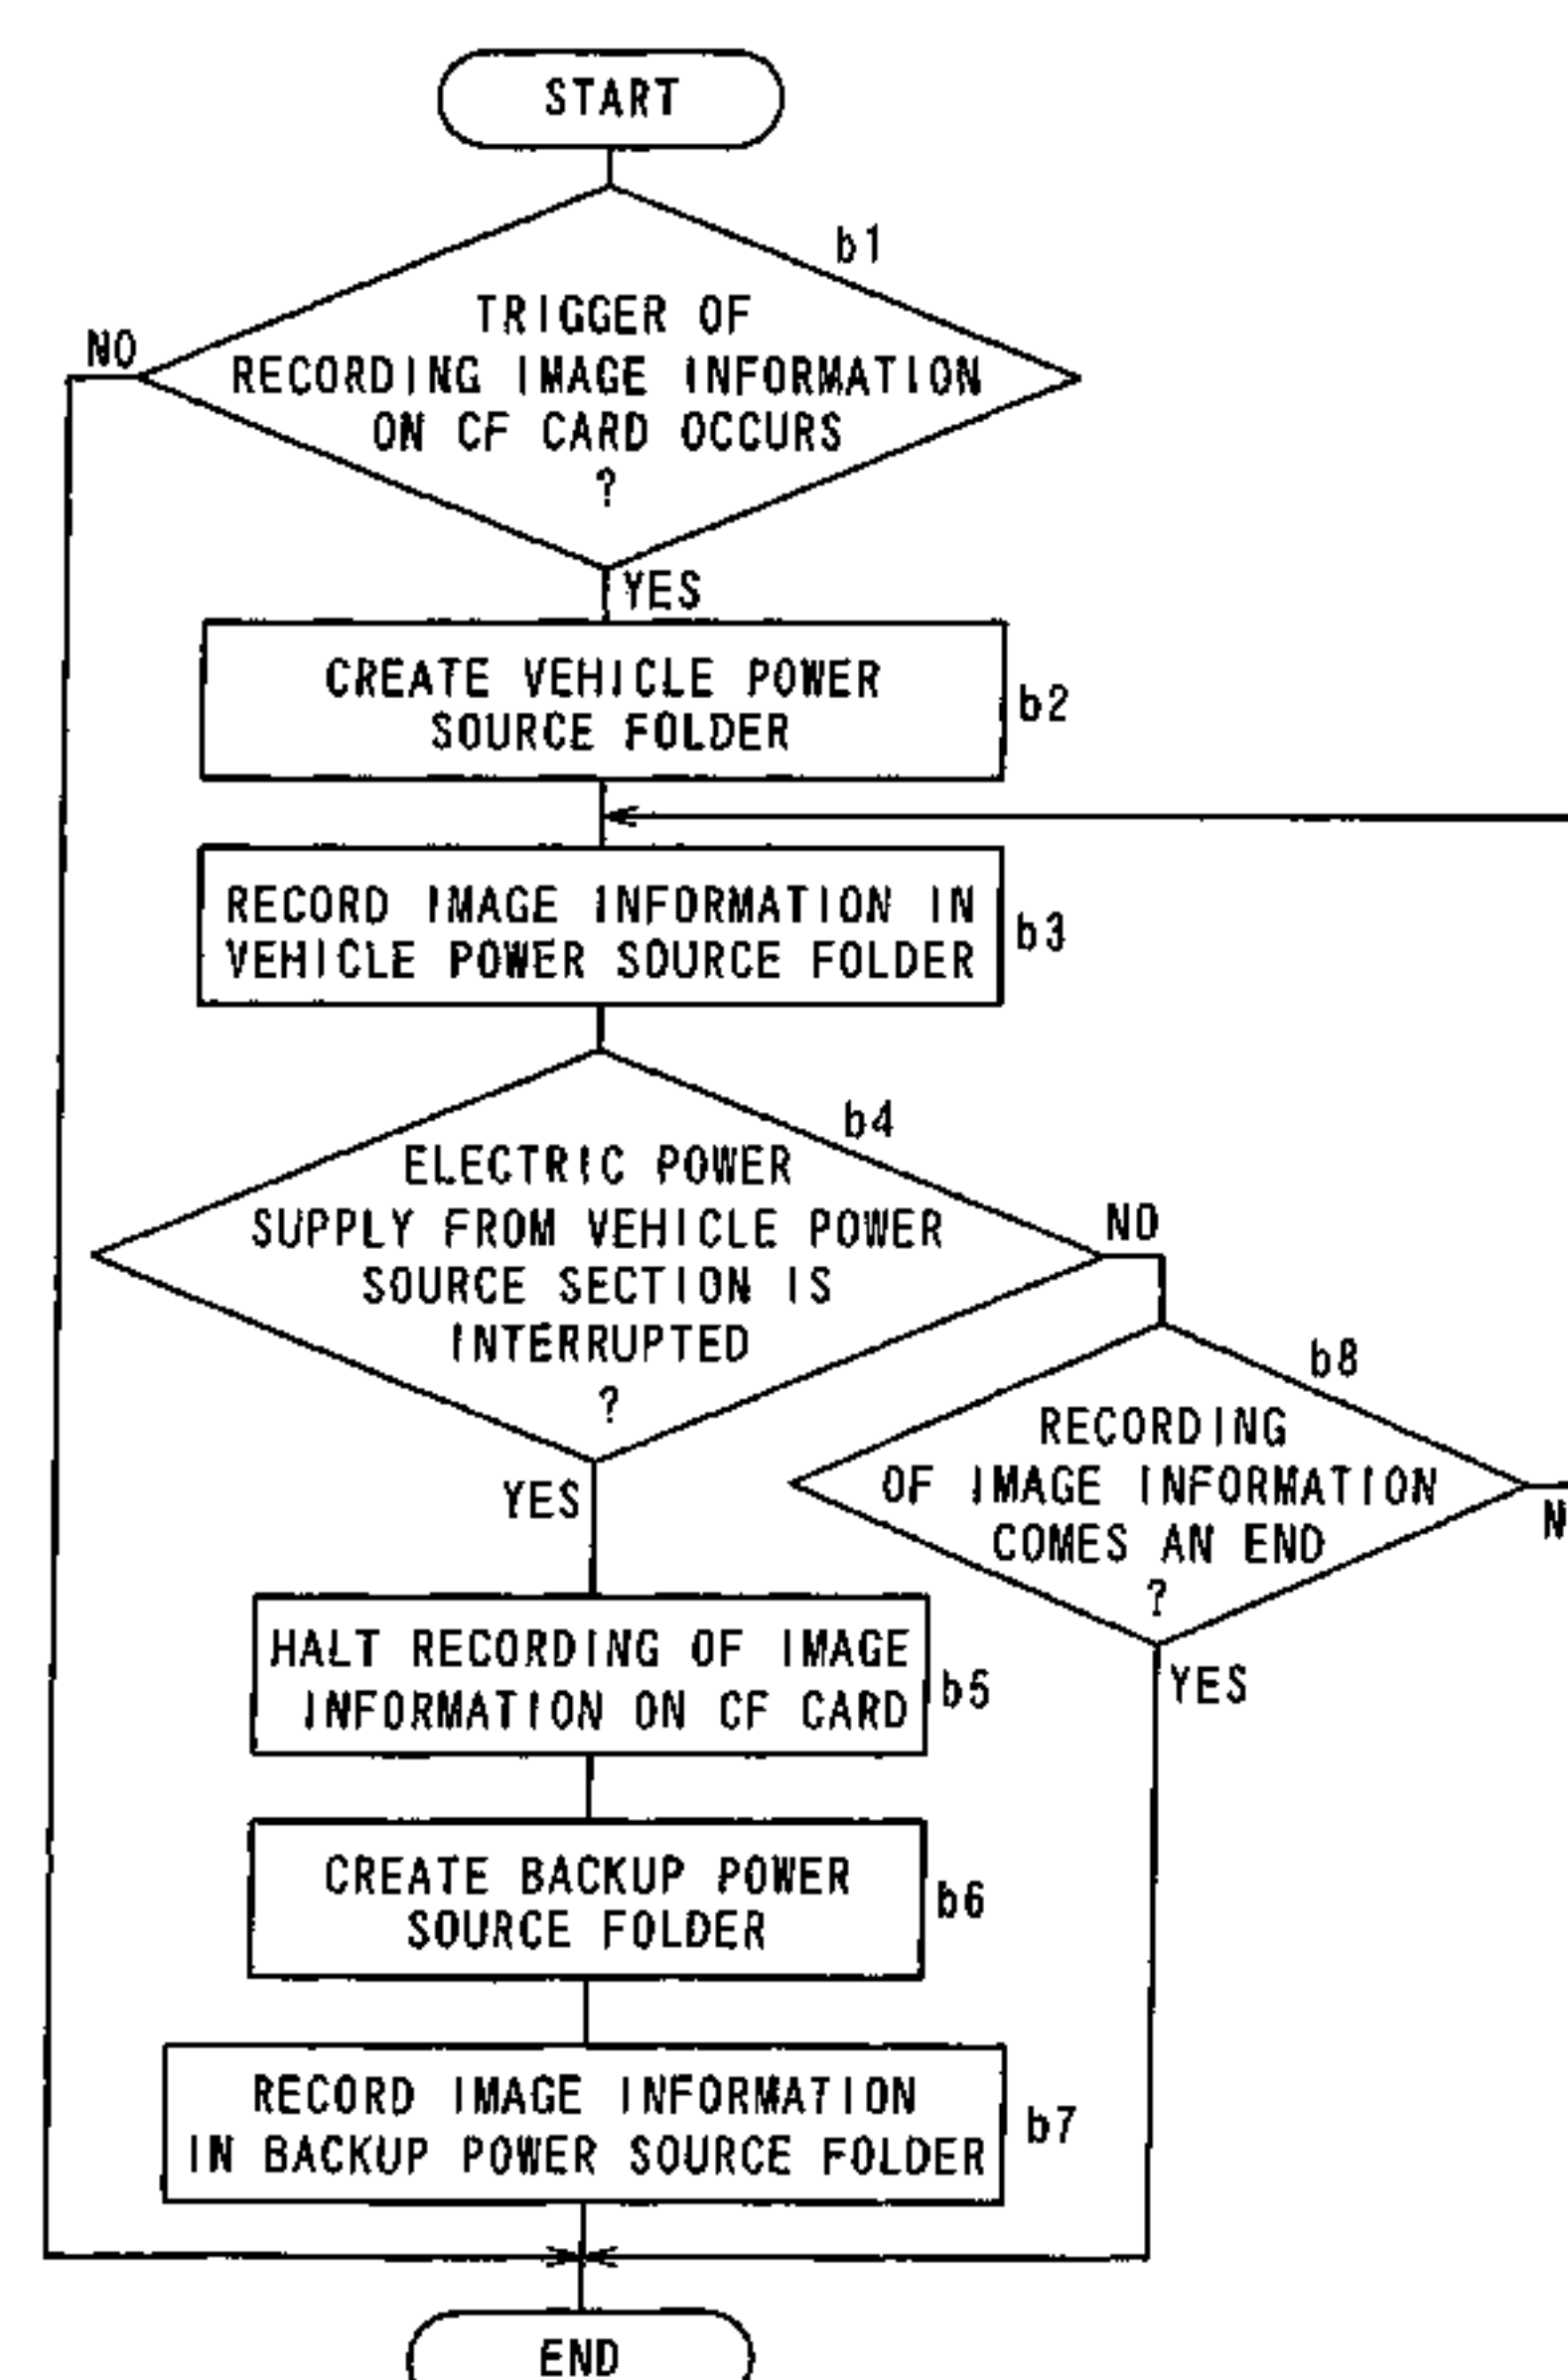 START
b1
TRIGGER OF
RECORDING IMAGE INFORMATION
ON CF CARD OCCURS
?
NO
YES
CREATE VEHICLE POWER
SOURCE FOLDER
b2
RECORD IMAGE INFORMATION IN
VEHICLE POWER SOURCE FOLDER
b3
b4
ELECTRIC POWER
SUPPLY FROM VEHICLE POWER
SOURCE SECTION IS
INTERRUPTED
?
NO
YES
b8
RECORDING
OF IMAGE INFORMATION
COMES AN END
?
YES
HALT RECORDING OF IMAGE
INFORMATION ON CF CARD
b5
CREATE BACKUP POWER
SOURCE FOLDER
b6
RECORD IMAGE INFORMATION
IN BACKUP POWER SOURCE FOLDER
b7
END